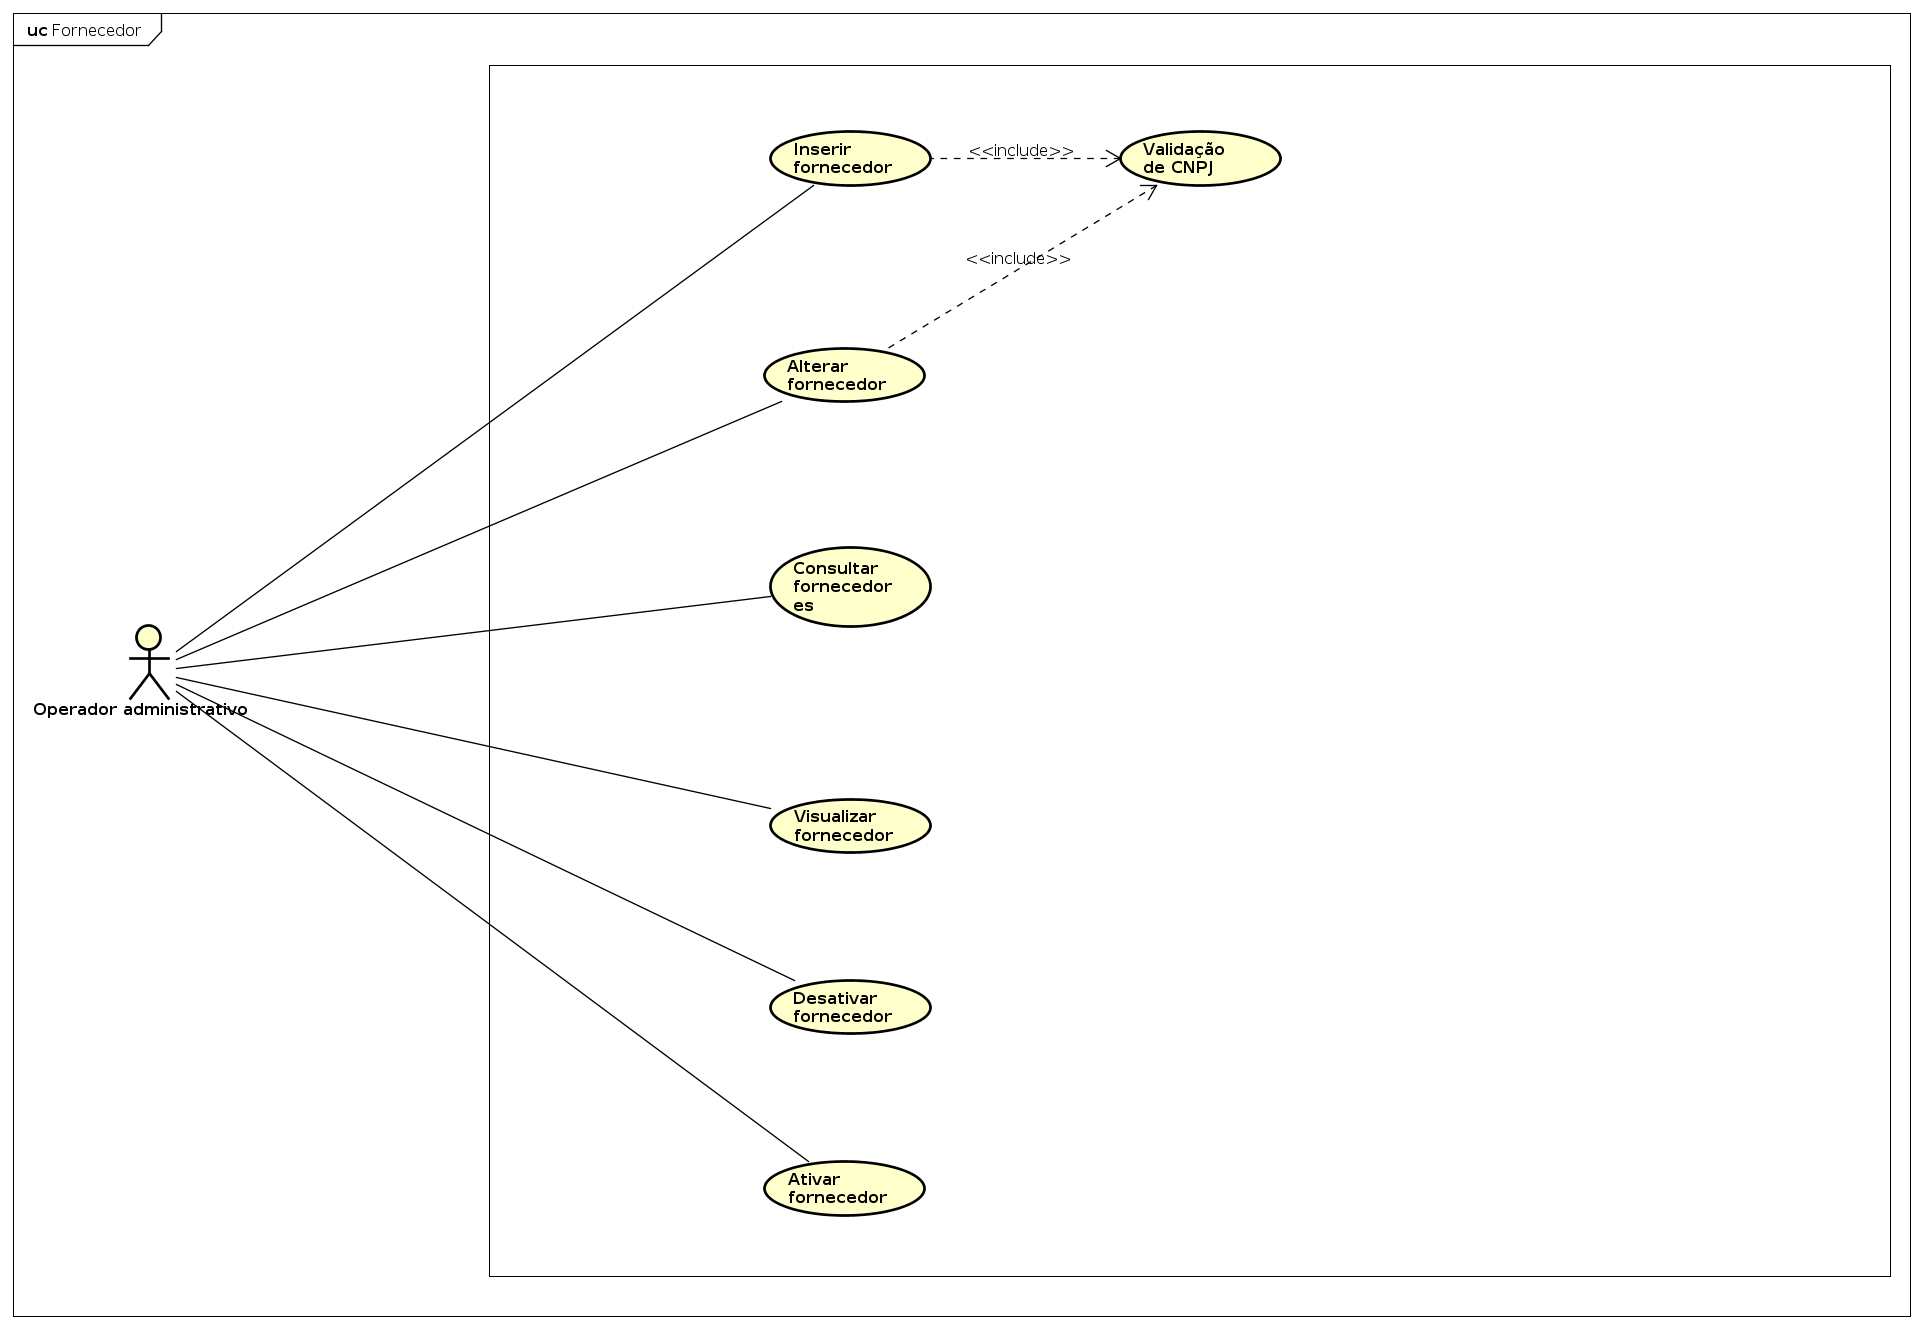 uc Fornecedor
Inserir
fornecedor
<<include>>
Validação
de CNPJ
<<include>>
Alterar
fornecedor
Consultar
fornecedor
es
Operador administrativo
Visualizar
fornecedor
Desativar
fornecedor
Ativar
fornecedor